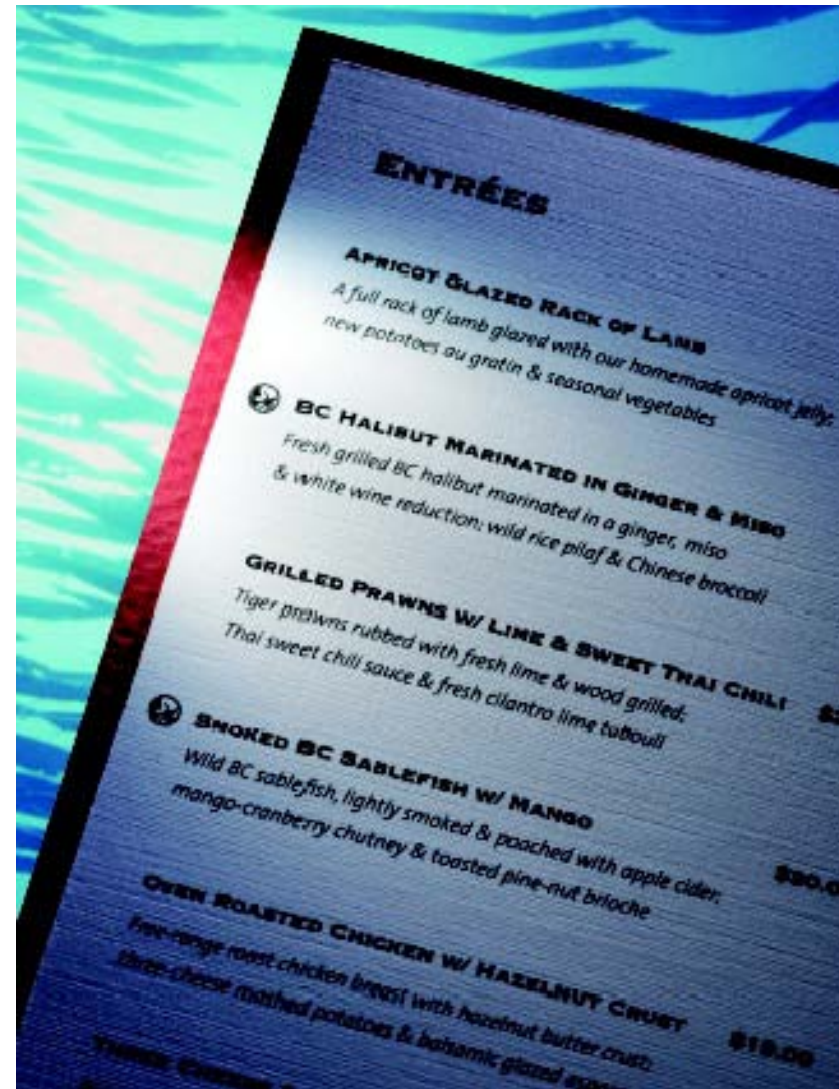 ENTRÉES
APRICOT GLAZED RACK OF LAMB
A full rack of lamb glazed with our homemade apricot jelly;
new potatoes au gratin & seasonal vegetables
BC HALIBUT MARINATED IN GINGER & MISO
Fresh grilled BC halibut marinated in a ginger, miso
& white wine reduction; wild rice pilaf & Chinese broccoli
GRILLED PRAWNS W/ LIME & SWEET THAI CHILI
Tiger prawns rubbed with fresh lime & wood grilled;
Thai sweet chili sauce & fresh cilantro lime tabouli
SMOKED BC SABLEFISH W/ MANGO
Wild BC sablefish, lightly smoked & poached with apple cider;
mango-cranberry chutney & toasted pine-nut brioche $30.0
OVEN ROASTED CHICKEN W/ HAZELNUT CRUST $19.00
Free-range roast chicken breast with hazelnut butter crust;
three-cheese mashed potatoes & balsamic glazed
THREE